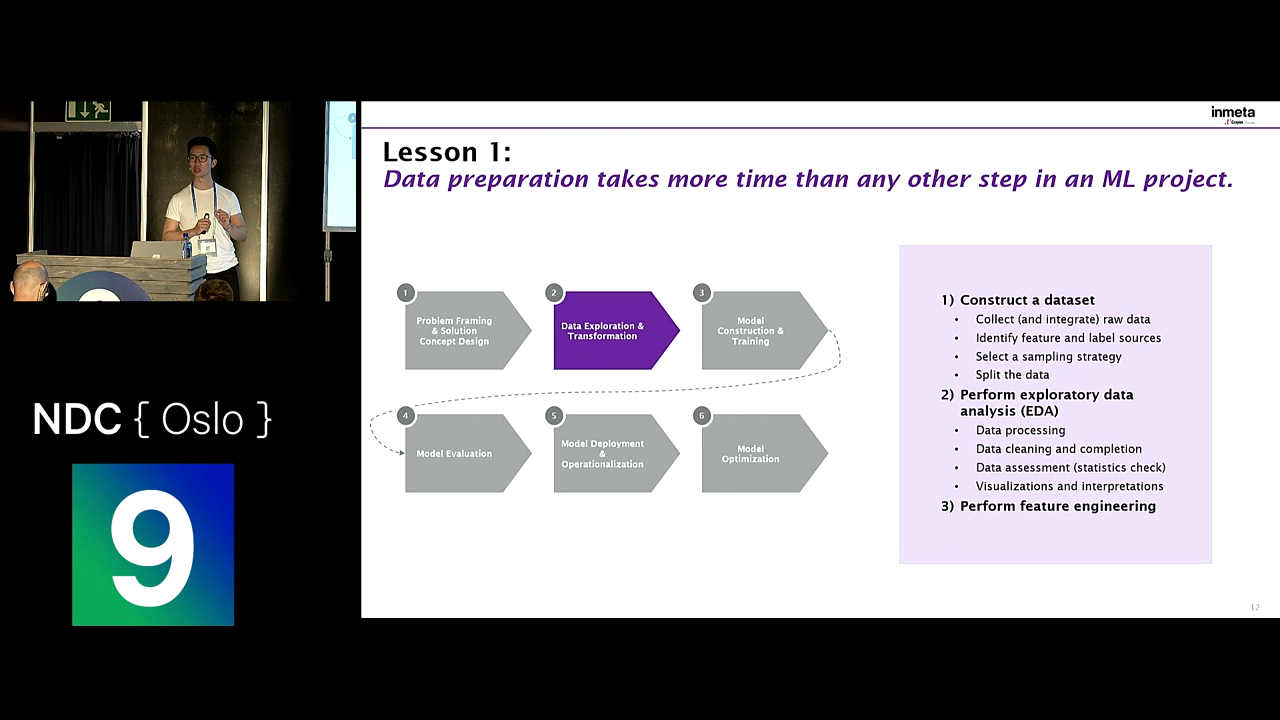 inmeta
Crayon
Lesson 1:
Data preparation takes more time than any other step in an ML project.
1
Problem Framing
& Solution
Concept Design
2
Data Exploration &
Transformation
3
Model
Construction &
Training
4
Model Evaluation
5
Model Deployment
&
Operationalization
6
Model
Optimization
1) Construct a dataset
• Collect (and integrate) raw data
• Identify feature and label sources
• Select a sampling strategy
• Split the data
2) Perform exploratory data
analysis (EDA)
• Data processing
• Data cleaning and completion
• Data assessment (statistics check)
• Visualizations and interpretations
3) Perform feature engineering
12
NDC { Oslo }
9